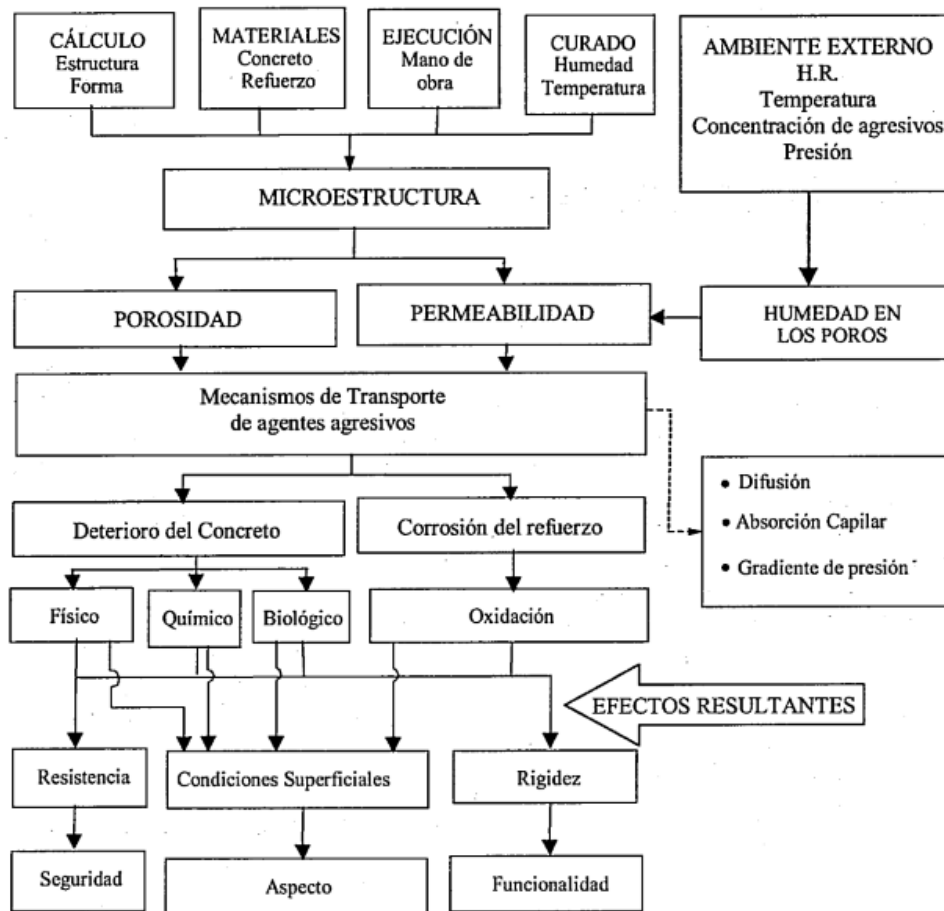 CÁLCULO
Estructura
Forma
MATERIALES
Concreto
Refuerzo
EJECUCIÓN
Mano de
obra
CURADO
Humedad
Temperatura
AMBIENTE EXTERNO
H.R.
Temperatura
Concentración de agresivos
Presión
MICROESTRUCTURA
POROSIDAD
PERMEABILIDAD
HUMEDAD EN
LOS POROS
Mecanismos de Transporte
de agentes agresivos
• Difusión
• Absorción Capilar
• Gradiente de presión
Deterioro del Concreto
Corrosión del refuerzo
Físico
Químico
Biológico
Oxidación
EFECTOS RESULTANTES
Resistencia
Condiciones Superficiales
Rigidez
Seguridad
Aspecto
Funcionalidad